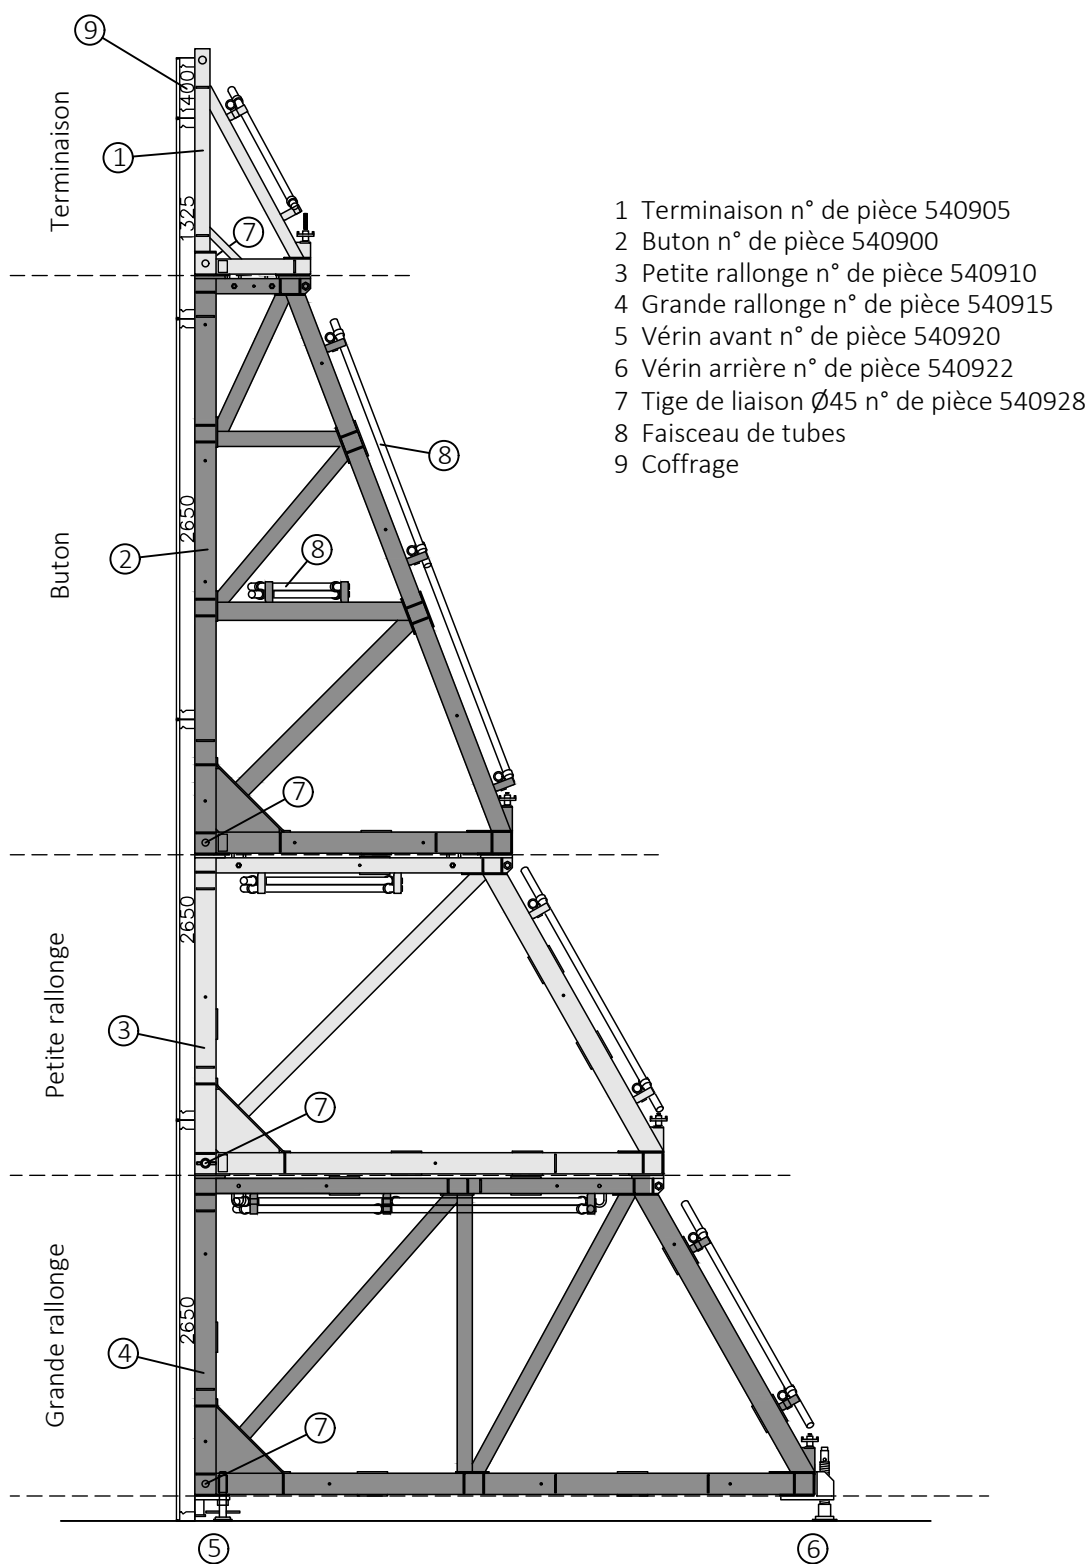 9
Terminaison
400
1
1325
7
1 Terminaison n° de pièce 540905
2 Buton n° de pièce 540900
3 Petite rallonge n° de pièce 540910
4 Grande rallonge n° de pièce 540915
5 Vérin avant n° de pièce 540920
6 Vérin arrière n° de pièce 540922
7 Tige de liaison Ø45 n° de pièce 540928
8 Faisceau de tubes
9 Coffrage
8
2650
Buton
2
8
7
2650
Petite rallonge
3
7
Grande rallonge
2650
4
7
5
6